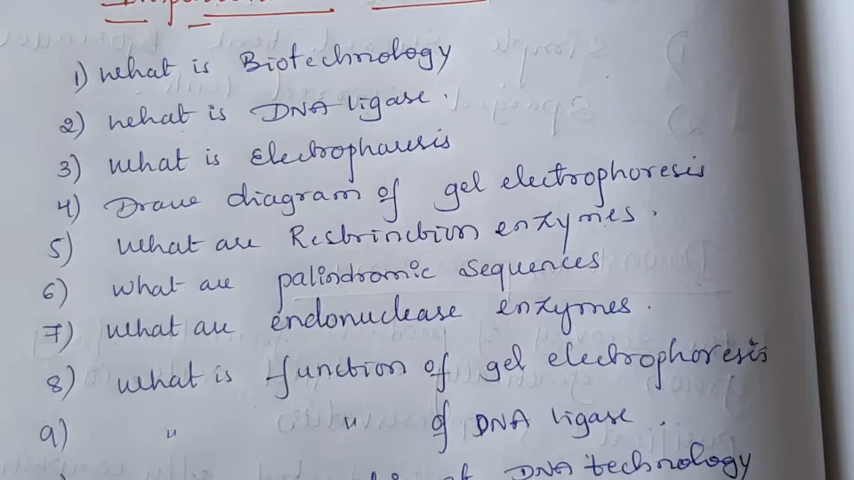 1) What is Biotechnology
2) What is DNA ligase.
3) What is Electrophoresis
4) Draw diagram of gel electrophoresis
5) What are Restrinction enzymes.
6) What are palindromic sequences
7) What are endonuclease enzymes.
8) What is function of gel electrophoresis
9) " " of DNA ligase.
of DNA technology